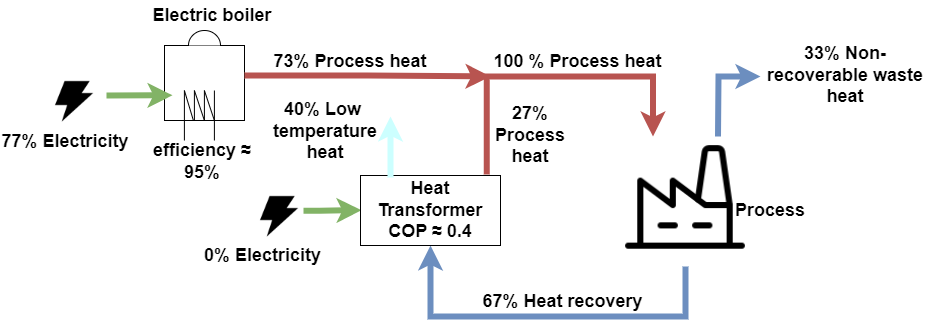 Electric boiler
73% Process heat
100 % Process heat
33% Non-
recoverable waste
heat
77% Electricity
efficiency ≈
95%
40% Low
temperature
heat
27%
Process
heat
Heat
Transformer
COP ≈ 0.4
0% Electricity
Process
67% Heat recovery